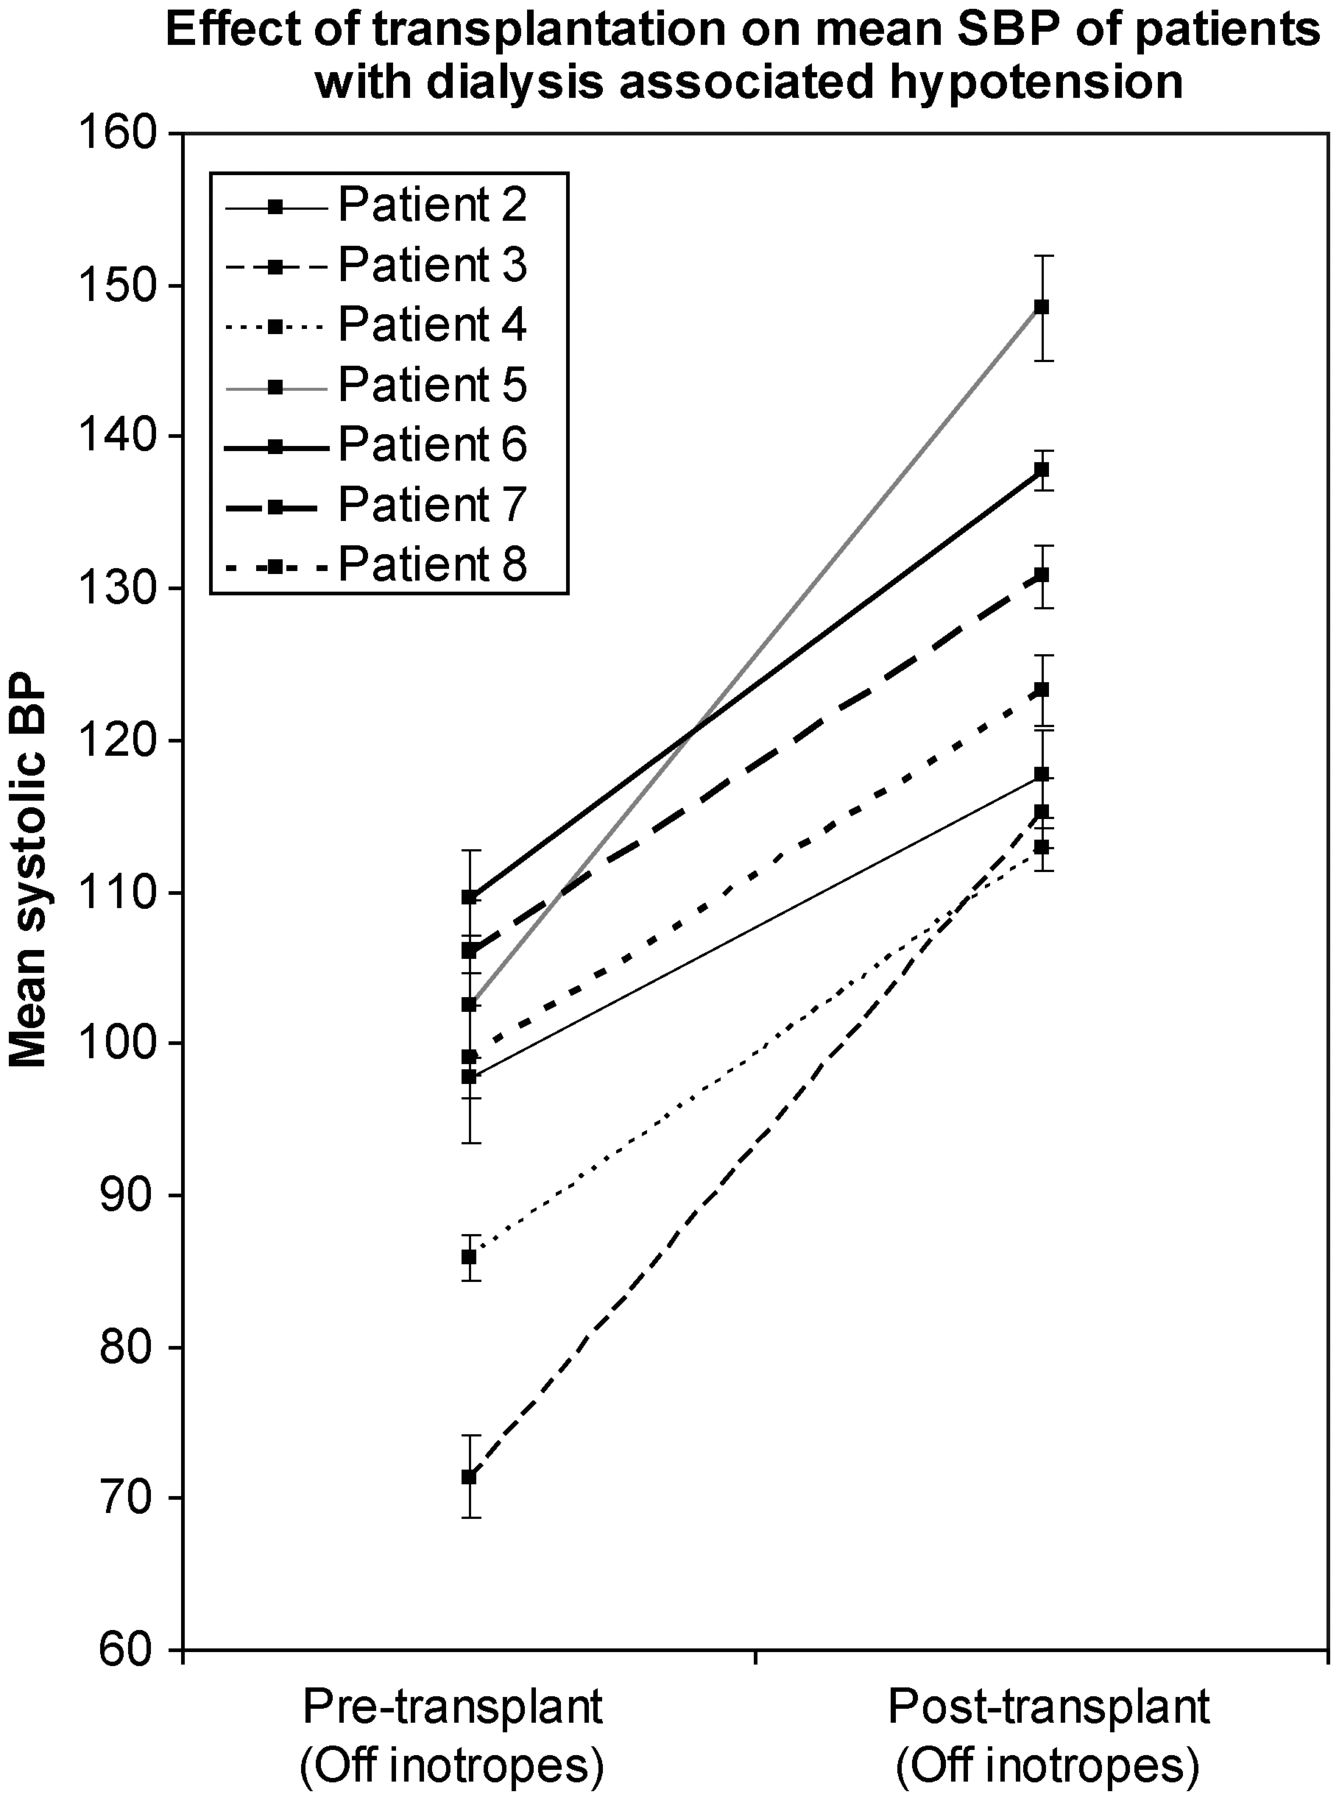 Effect of transplantation on mean SBP of patients
with dialysis associated hypotension
160
150
140
130
120
110
100
90
80
70
60
Mean systolic BP
Patient 2
Patient 3
Patient 4
Patient 5
Patient 6
Patient 7
Patient 8
Pre-transplant
(Off inotropes)
Post-transplant
(Off inotropes)